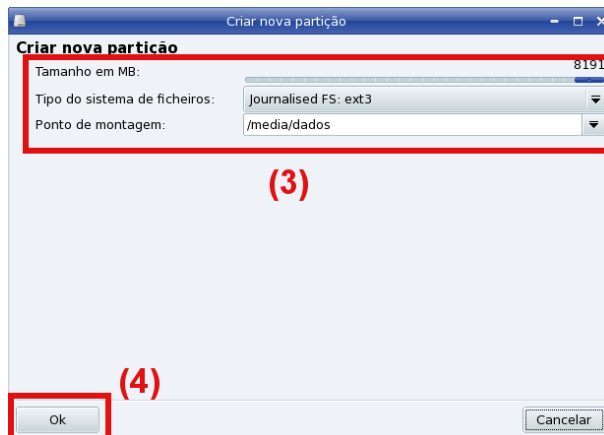 Criar nova partição
Criar nova partição
8191
Tamanho em MB:
Tipo do sistema de ficheiros: Journalised FS: ext3
Ponto de montagem: /media/dados
(3)
(4)
Ok Cancelar